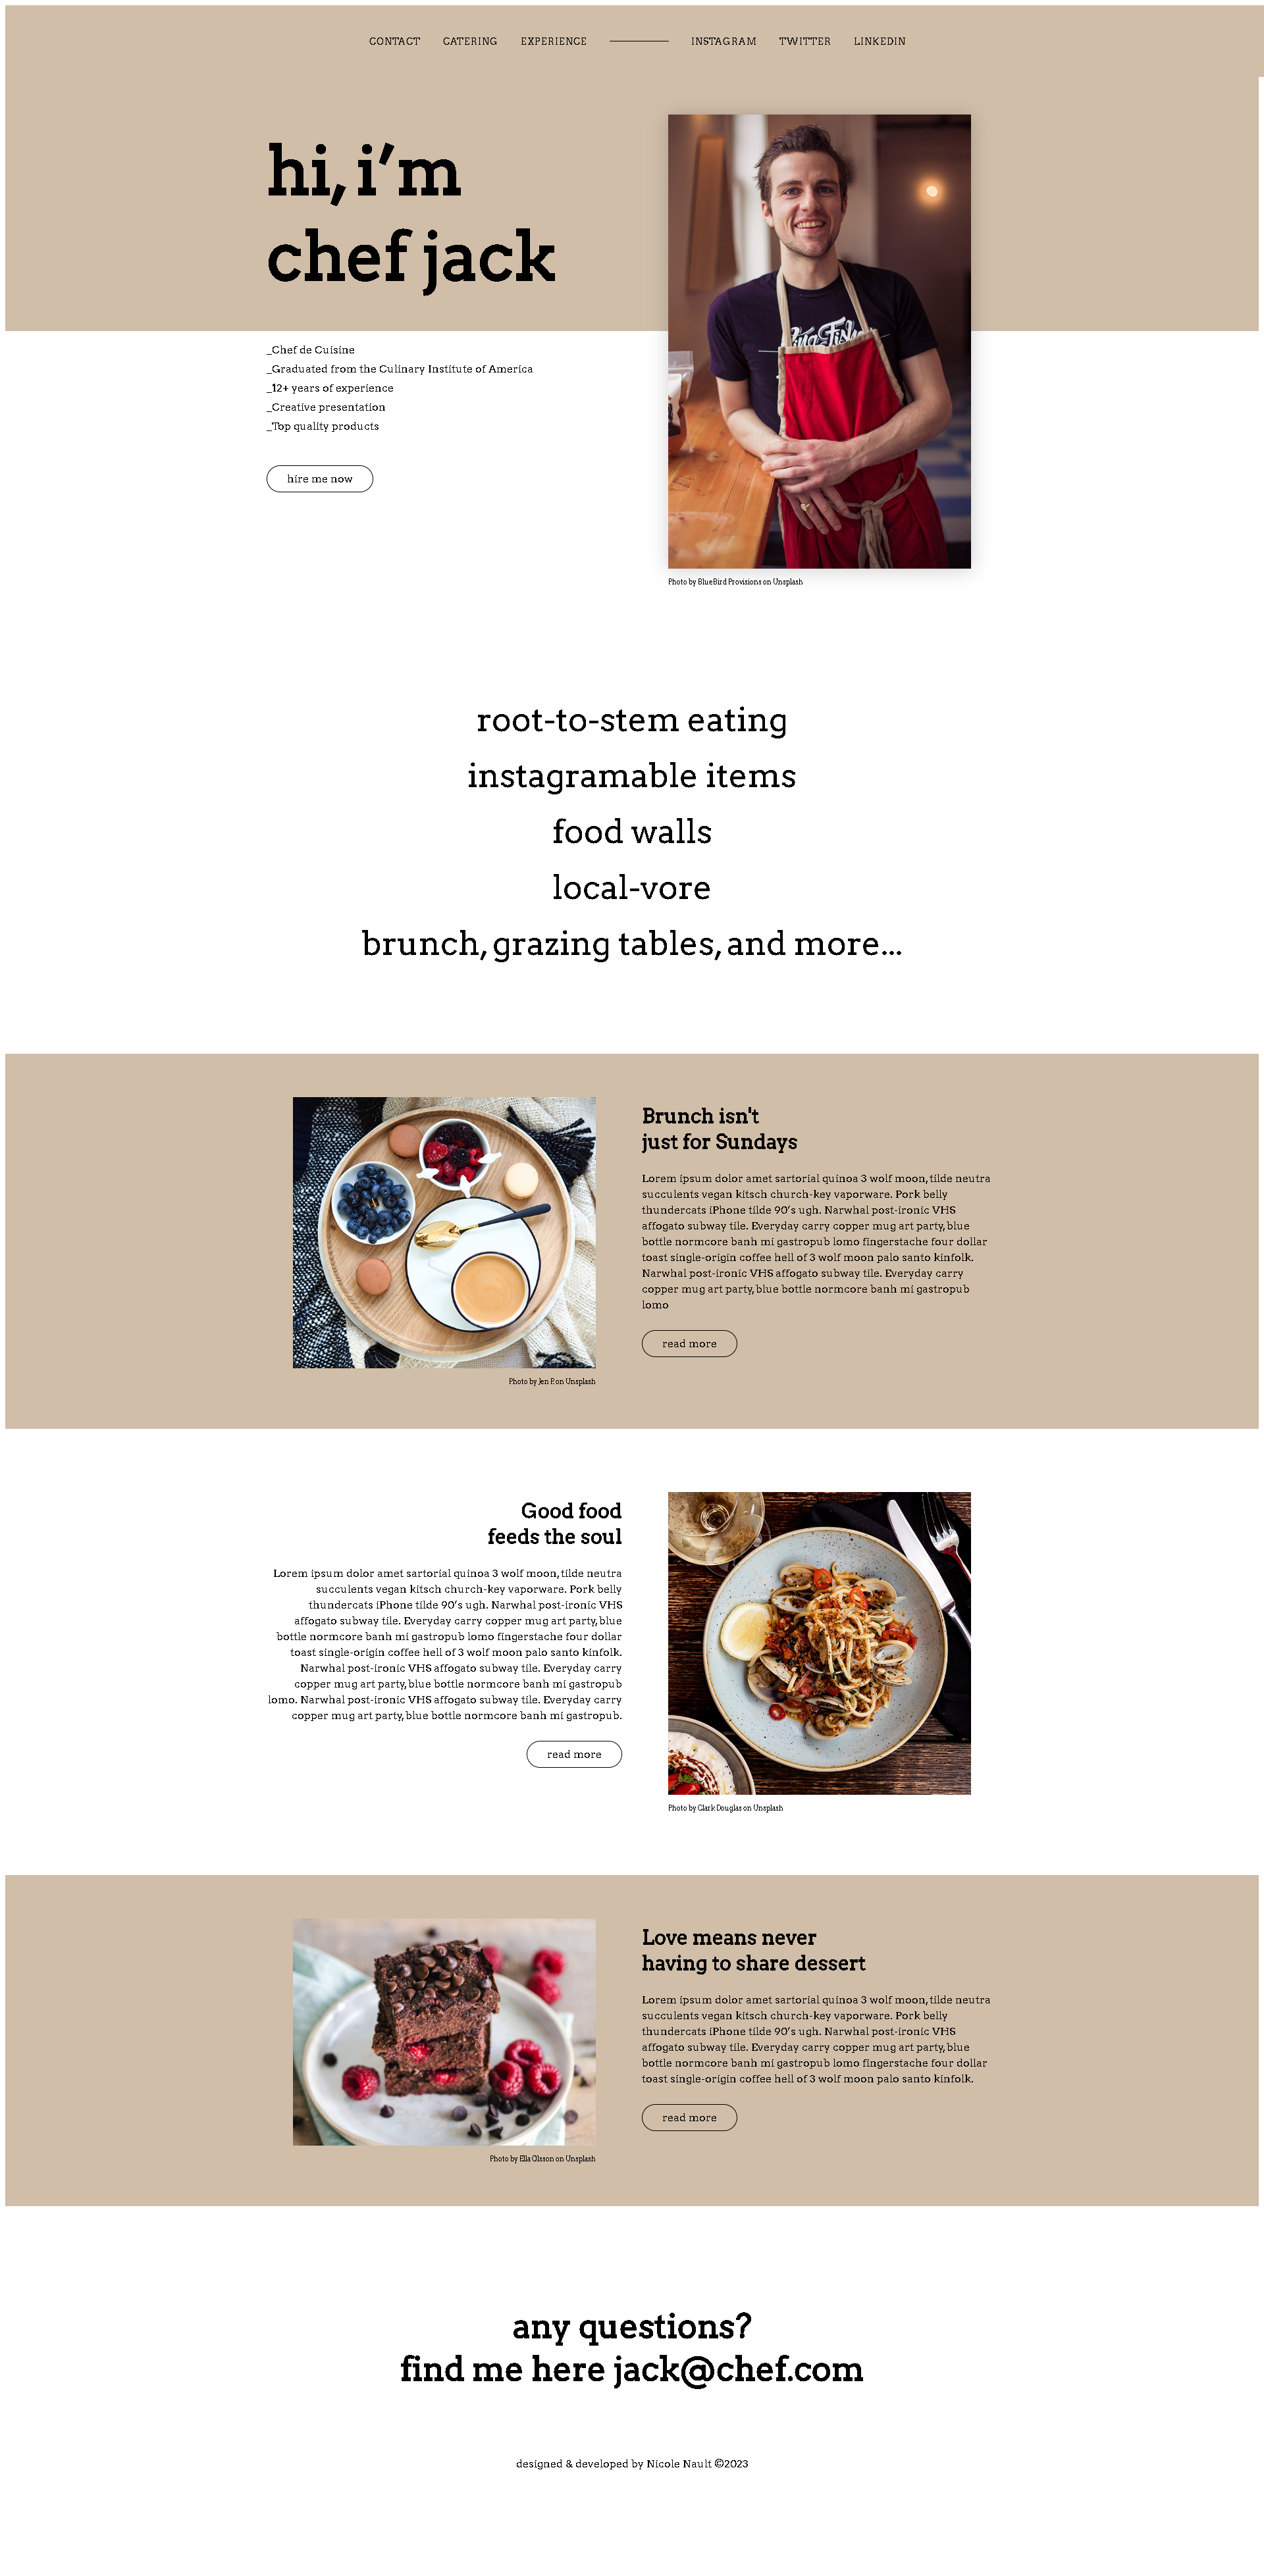 CONTACT CATERING EXPERIENCE INSTAGRAM TWITTER LINKEDIN
hi, i’m
chef jack
_Chef de Cuisine
_Graduated from the Culinary Institute of America
_12+ years of experience
_Creative presentation
_Top quality products
hire me now
Photo by BlueBird Provisions on Unsplash
root-to-stem eating
instagramable items
food walls
local-vore
brunch, grazing tables, and more...
Brunch isn't
just for Sundays
Lorem ipsum dolor amet sartorial quinoa 3 wolf moon, tilde neutra
succulents vegan kitsch church-key vaporware. Pork belly
thundercats iPhone tilde 90’s ugh. Narwhal post-ironic VHS
affogato subway tile. Everyday carry copper mug art party, blue
bottle normcore banh mi gastropub lomo fingerstache four dollar
toast single-origin coffee hell of 3 wolf moon palo santo kinfolk.
Narwhal post-ironic VHS affogato subway tile. Everyday carry
copper mug art party, blue bottle normcore banh mi gastropub
lomo
read more
Photo by Jen P. on Unsplash
Good food
feeds the soul
Lorem ipsum dolor amet sartorial quinoa 3 wolf moon, tilde neutra
succulents vegan kitsch church-key vaporware. Pork belly
thundercats iPhone tilde 90’s ugh. Narwhal post-ironic VHS
affogato subway tile. Everyday carry copper mug art party, blue
bottle normcore banh mi gastropub lomo fingerstache four dollar
toast single-origin coffee hell of 3 wolf moon palo santo kinfolk.
Narwhal post-ironic VHS affogato subway tile. Everyday carry
copper mug art party, blue bottle normcore banh mi gastropub
lomo. Narwhal post-ironic VHS affogato subway tile. Everyday carry
copper mug art party, blue bottle normcore banh mi gastropub.
read more
Photo by Clark Douglas on Unsplash
Love means never
having to share dessert
Lorem ipsum dolor amet sartorial quinoa 3 wolf moon, tilde neutra
succulents vegan kitsch church-key vaporware. Pork belly
thundercats iPhone tilde 90’s ugh. Narwhal post-ironic VHS
affogato subway tile. Everyday carry copper mug art party, blue
bottle normcore banh mi gastropub lomo fingerstache four dollar
toast single-origin coffee hell of 3 wolf moon palo santo kinfolk.
read more
Photo by Ella Olsson on Unsplash
any questions?
find me here jack@chef.com
designed & developed by Nicole Nault ©2023